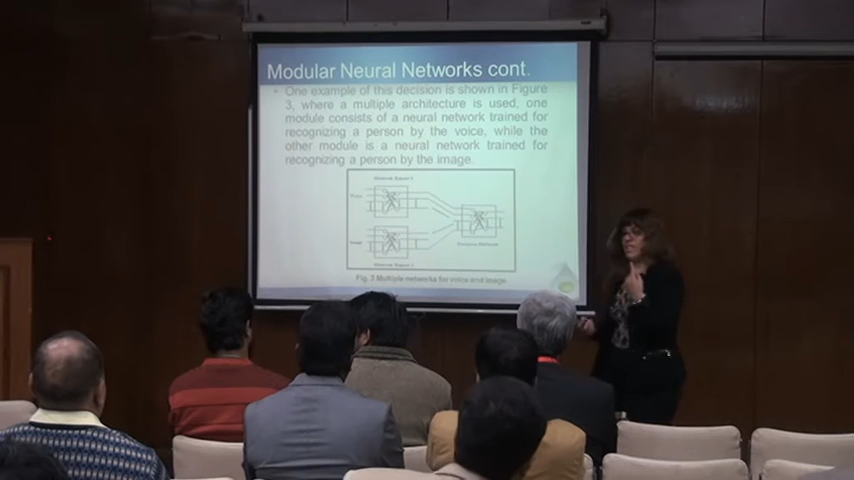 Modular Neural Networks cont.
• One example of this decision is shown in Figure
3, where a multiple architecture is used, one
module consists of a neural network trained for
recognizing a person by the voice, while the
other module is a neural network trained for
recognizing a person by the image.
Voice
Image
Fig. 3 Multiple networks for voice and image.